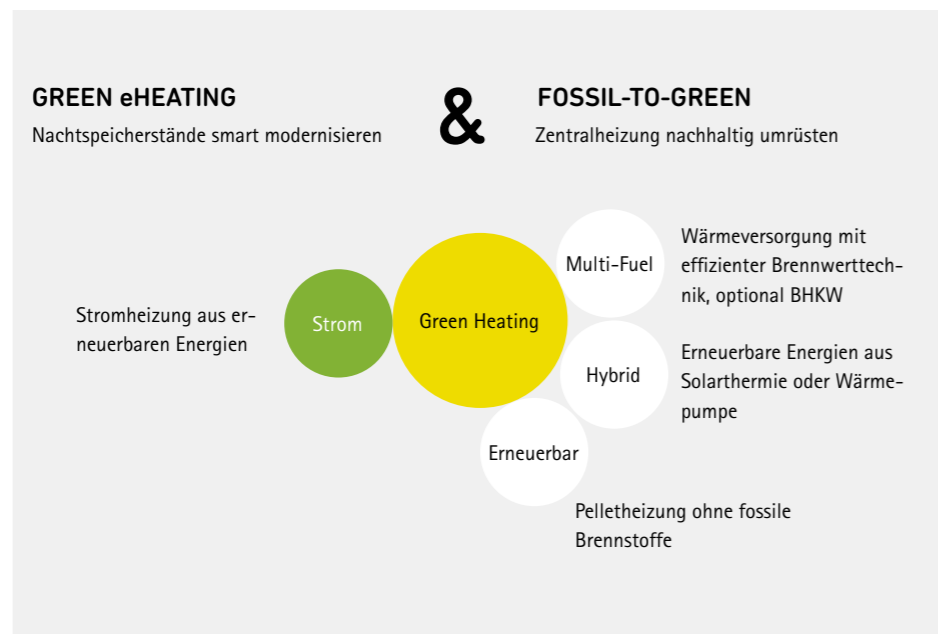 GREEN eHEATING
Nachtspeicherstände smart modernisieren
&
FOSSIL-TO-GREEN
Zentralheizung nachhaltig umrüsten
Stromheizung aus er-
neuerbaren Energien
Strom
Green Heating
Multi-Fuel
Wärmeversorgung mit
effizienter Brennwerttech-
nik, optional BHKW
Hybrid
Erneuerbare Energien aus
Solarthermie oder Wärme-
pumpe
Erneuerbar
Pelletheizung ohne fossile
Brennstoffe